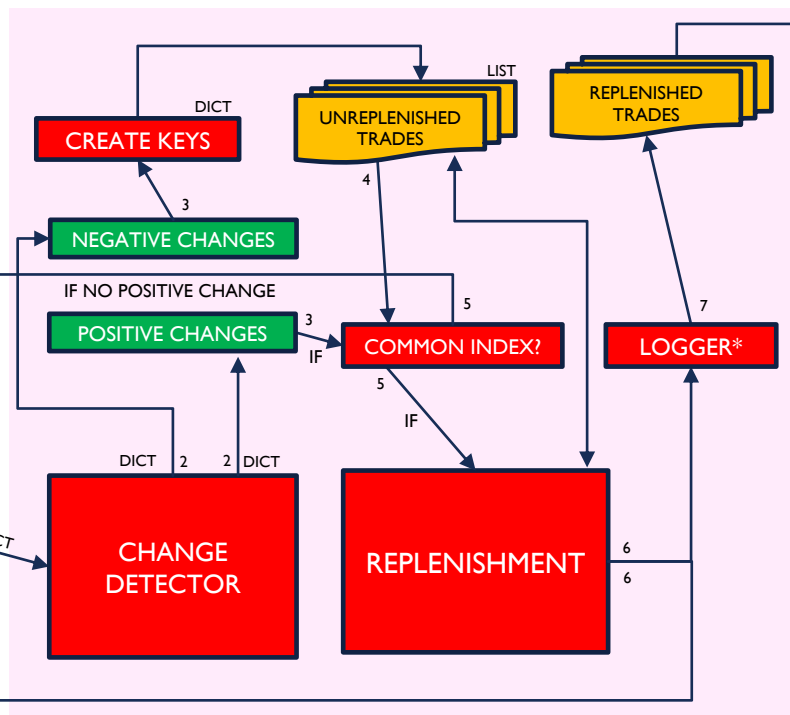 LIST
DICT
UNREPLENISHED
TRADES
REPLENISHED
TRADES
CREATE KEYS
4
3
NEGATIVE CHANGES
IF NO POSITIVE CHANGE
5
7
POSITIVE CHANGES
3
IF
COMMON INDEX?
LOGGER*
5
IF
DICT
2
2
DICT
CHANGE
DETECTOR
REPLENISHMENT
6
6